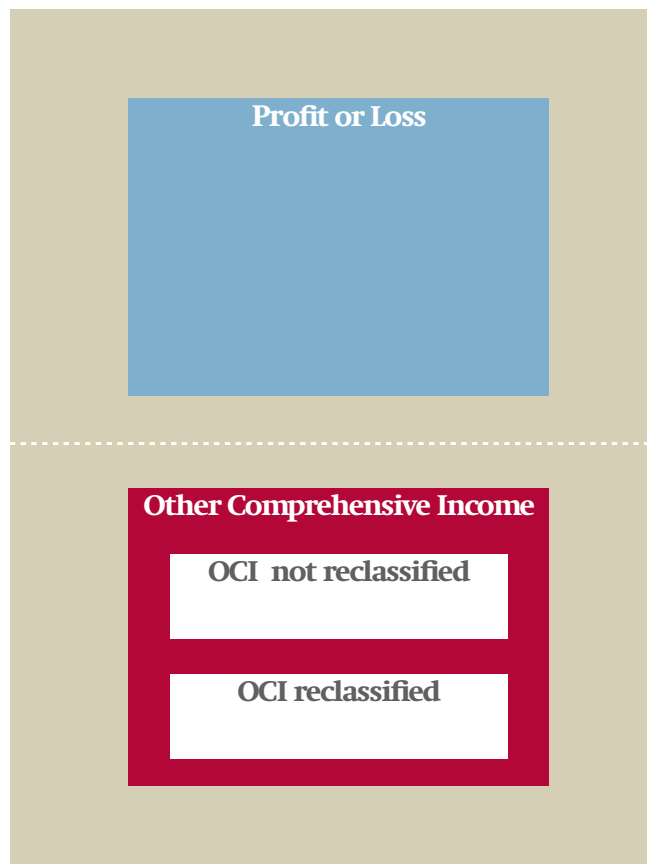 Profit or Loss
Other Comprehensive Income
OCI not reclassified
OCI reclassified